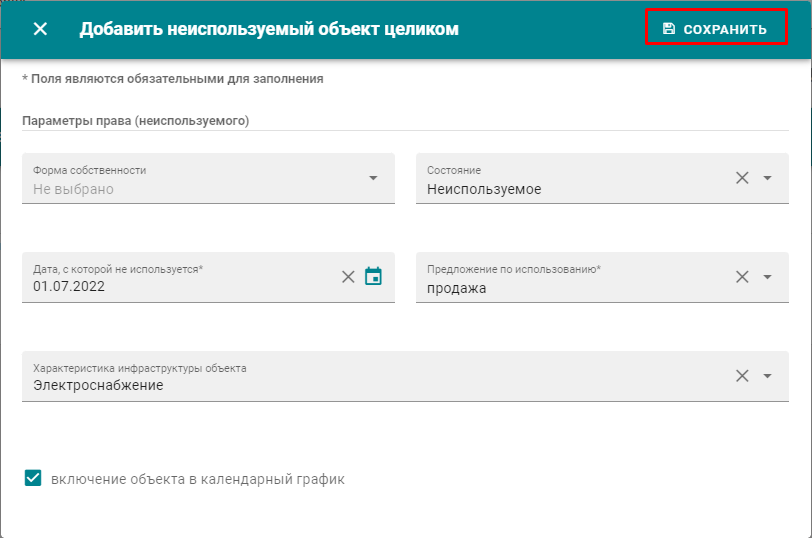 Добавить неиспользуемый объект целиком
СОХРАНИТЬ
* Поля являются обязательными для заполнения
Параметры права (неиспользуемого)
Форма собственности
Не выбрано
Состояние
Неиспользуемое
Дата, с которой не используется*
01.07.2022
Предложение по использованию*
продажа
Характеристика инфраструктуры объекта
Электроснабжение
включение объекта в календарный график